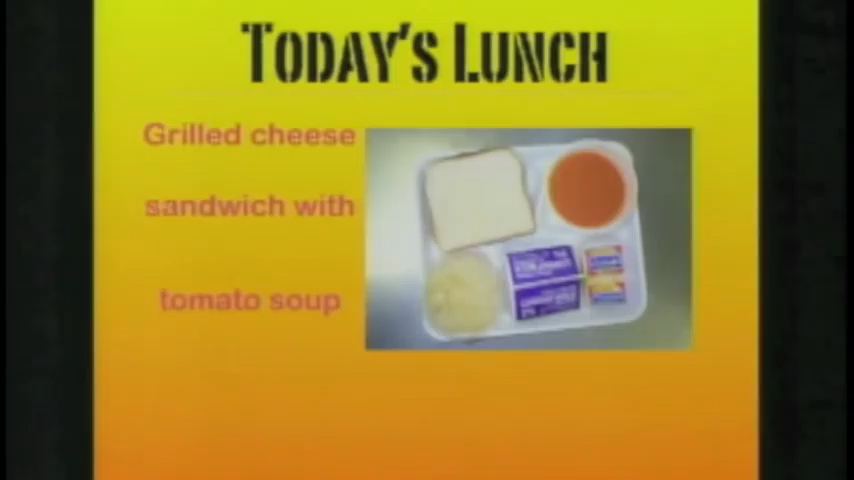 TODAY'S LUNCH
Grilled cheese
sandwich with
tomato soup